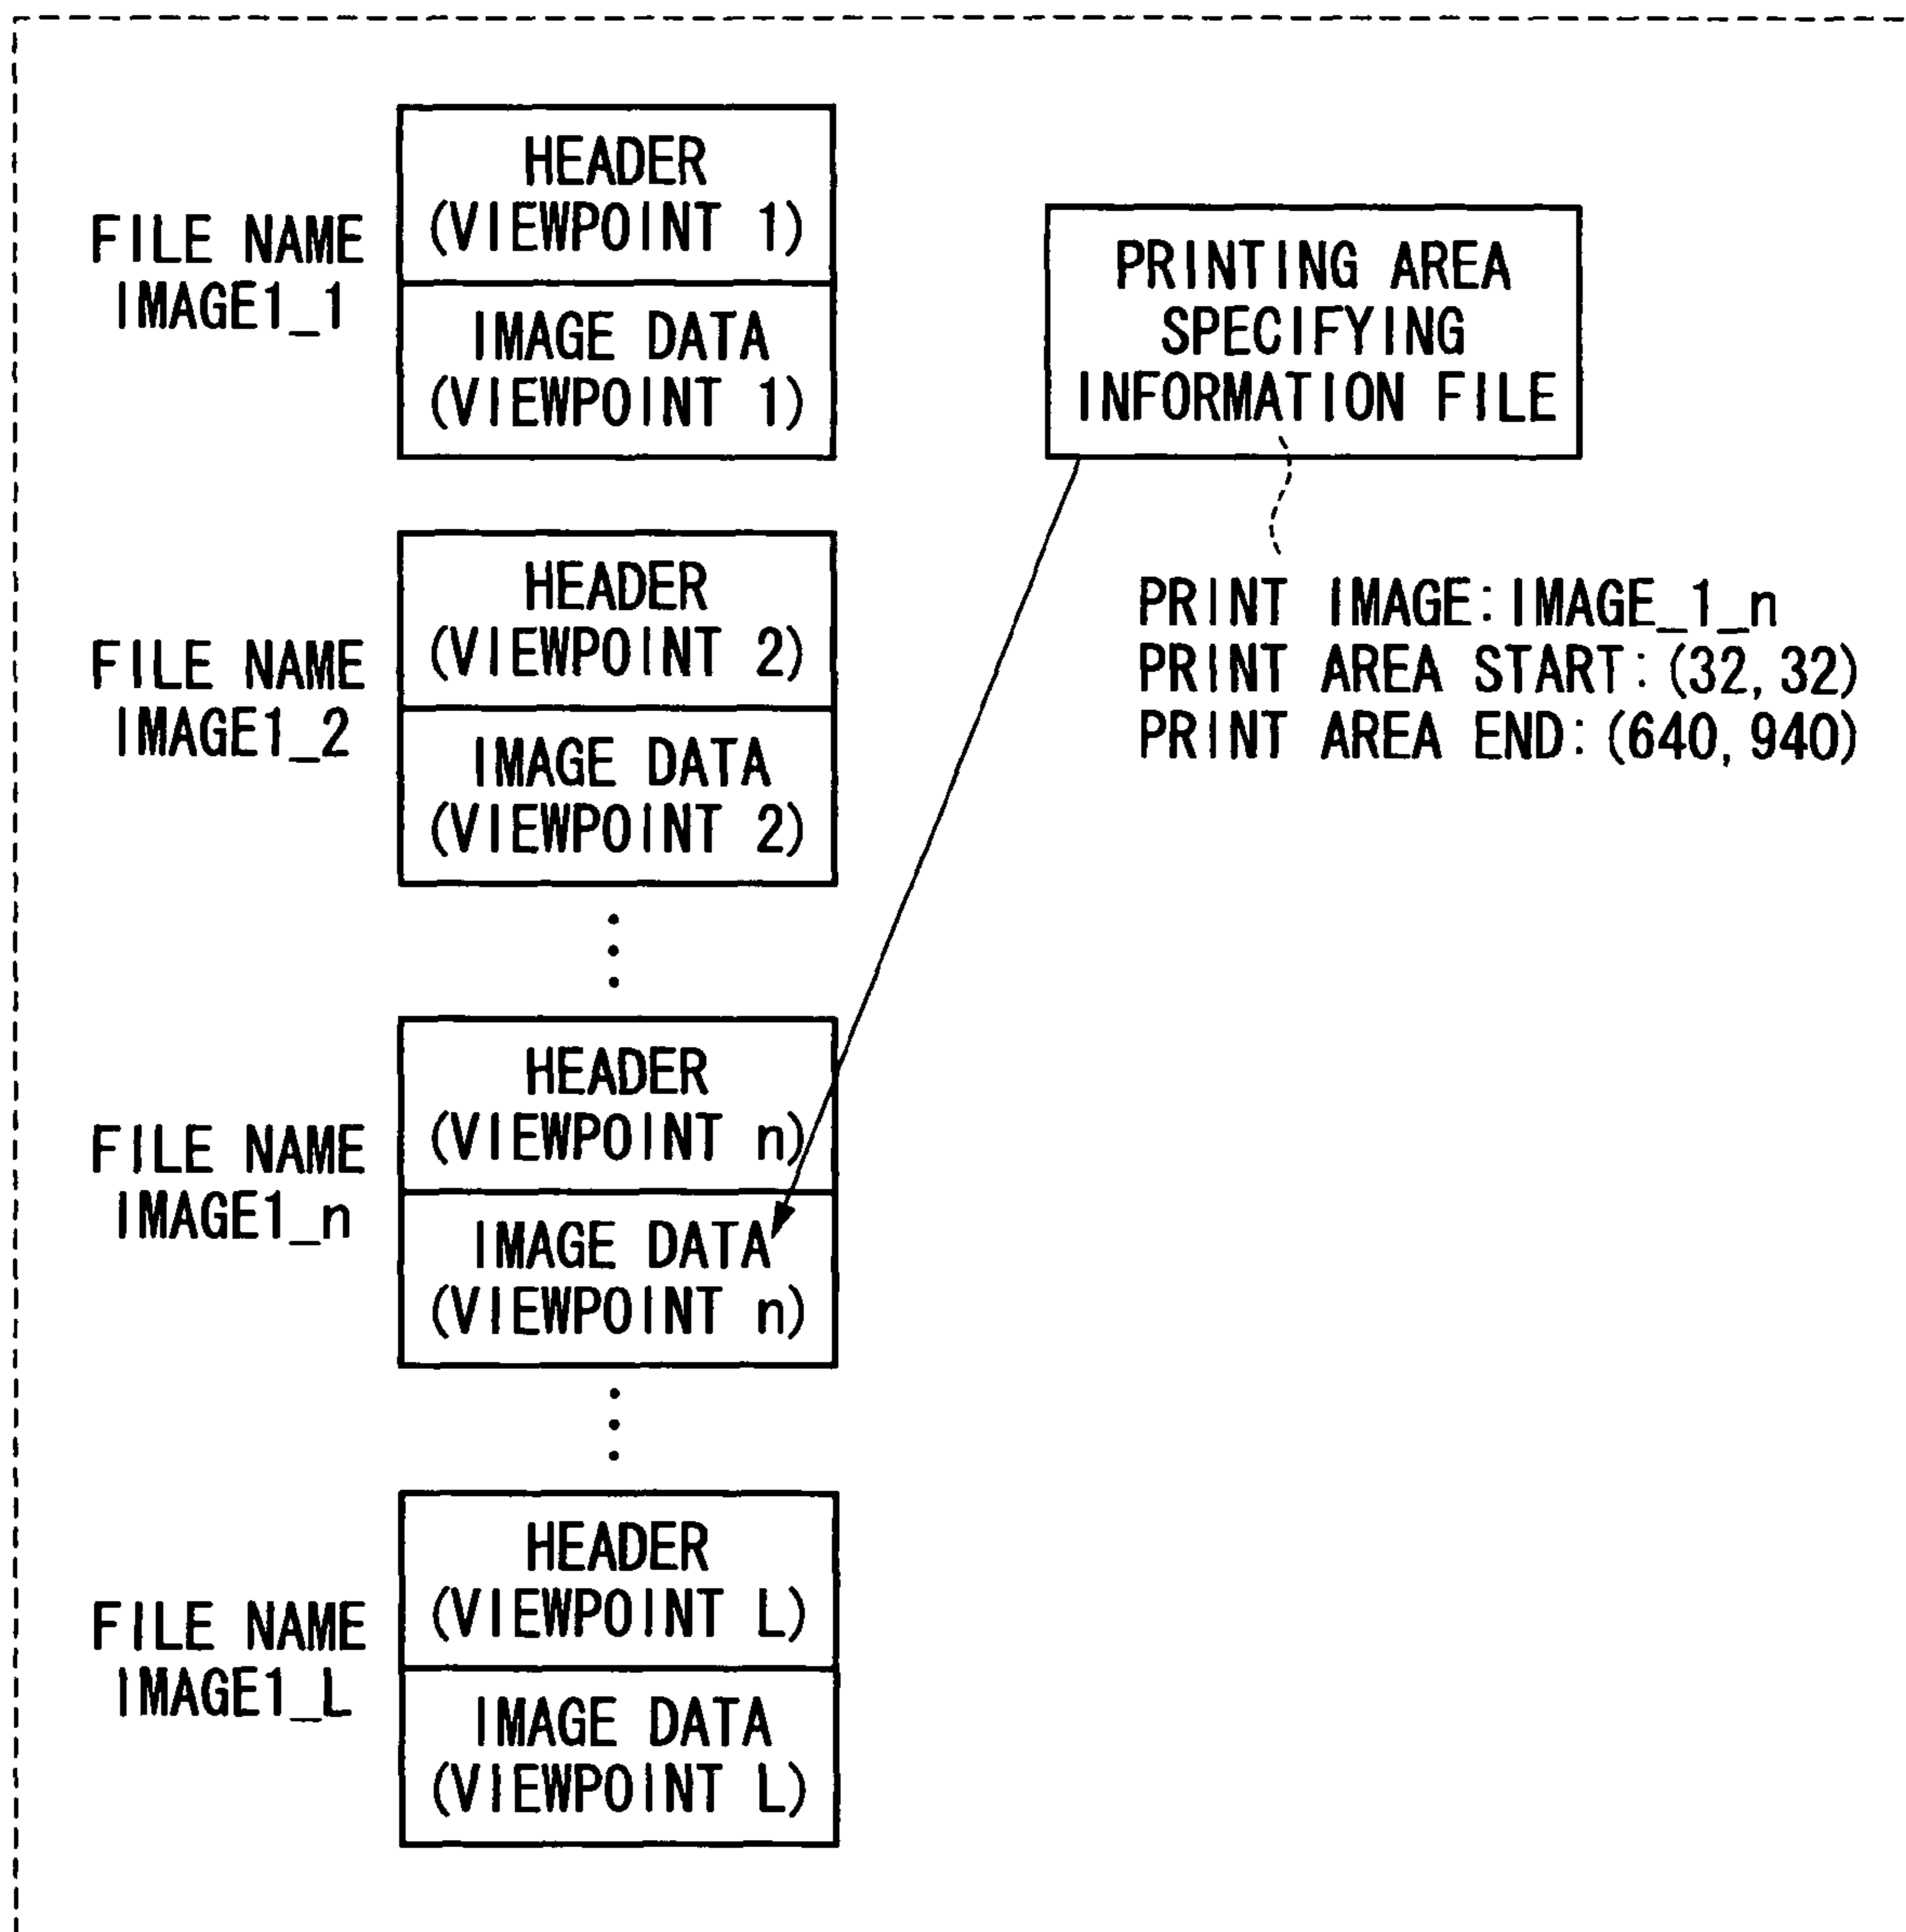 FILE NAME
IMAGE1_1
HEADER
(VIEWPOINT 1)
IMAGE DATA
(VIEWPOINT 1)
PRINTING AREA
SPECIFYING
INFORMATION FILE
PRINT IMAGE:IMAGE_1_n
PRINT AREA START:(32,32)
PRINT AREA END:(640,940)
FILE NAME
IMAGE1_2
HEADER
(VIEWPOINT 2)
IMAGE DATA
(VIEWPOINT 2)
FILE NAME
IMAGE1_n
HEADER
(VIEWPOINT n)
IMAGE DATA
(VIEWPOINT n)
FILE NAME
IMAGE1_L
HEADER
(VIEWPOINT L)
IMAGE DATA
(VIEWPOINT L)